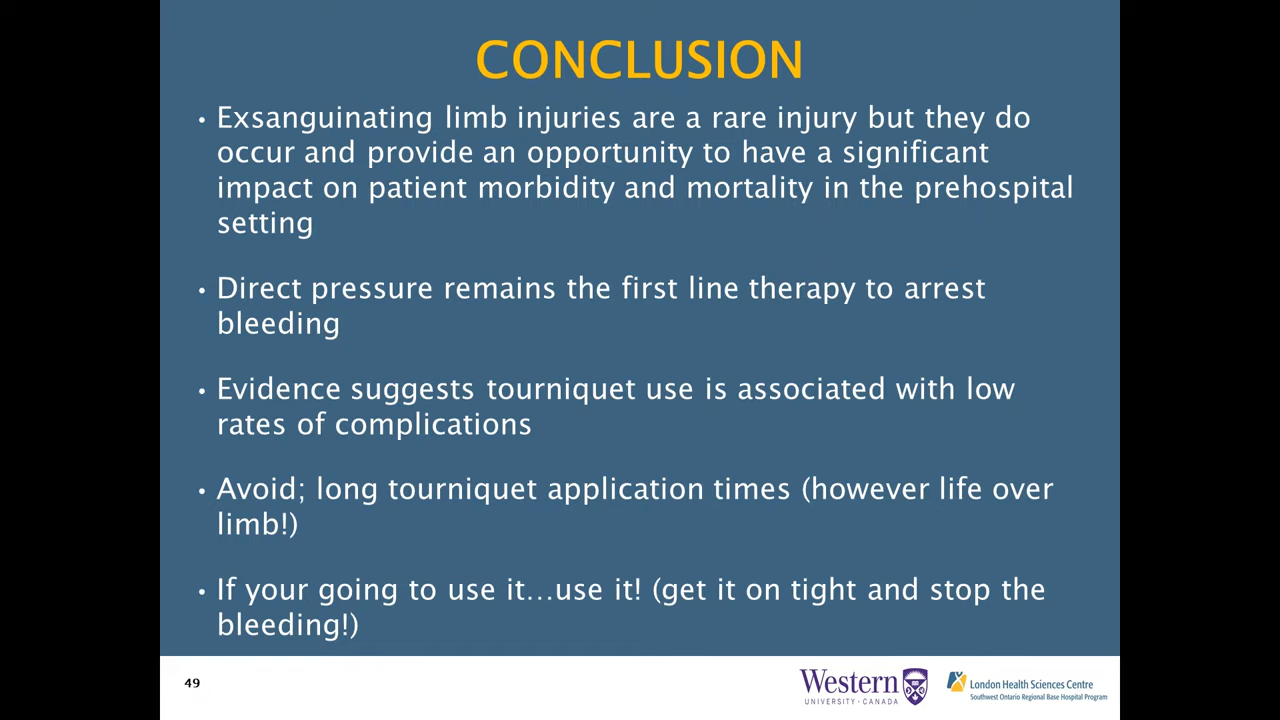 CONCLUSION
• Exsanguinating limb injuries are a rare injury but they do
occur and provide an opportunity to have a significant
impact on patient morbidity and mortality in the prehospital
setting
• Direct pressure remains the first line therapy to arrest
bleeding
• Evidence suggests tourniquet use is associated with low
rates of complications
• Avoid; long tourniquet application times (however life over
limb!)
• If your going to use it…use it! (get it on tight and stop the
bleeding!)
49
Western
UNIVERSITY · CANADA
London Health Sciences Centre
Southwest Ontario Regional Base Hospital Program